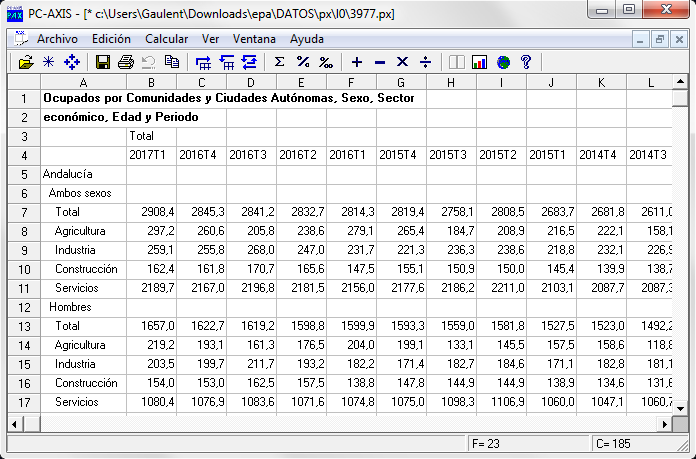 PC-AXIS - [* c:\Users\Gaulent\Downloads\epa\DATOS\px\l0\3977.px]
Archivo Edición Calcular Ver Ventana Ayuda
Σ % ‰ + − × ÷ ?
A B C D E F G H I J K L
1 Ocupados por Comunidades y Ciudades Autónomas, Sexo, Sector
2 económico, Edad y Periodo
3 Total
4 2017T1 2016T4 2016T3 2016T2 2016T1 2015T4 2015T3 2015T2 2015T1 2014T4 2014T3
5 Andalucía
6 Ambos sexos
7 Total 2908,4 2845,3 2841,2 2832,7 2814,3 2819,4 2758,1 2808,5 2683,7 2681,8 2611,0
8 Agricultura 297,2 260,6 205,8 238,6 279,1 265,4 184,7 208,9 216,5 222,1 158,1
9 Industria 259,1 255,8 268,0 247,0 231,7 221,3 236,3 238,6 218,8 232,1 226,9
10 Construcción 162,4 161,8 170,7 165,6 147,5 155,1 150,9 150,0 145,4 139,9 138,7
11 Servicios 2189,7 2167,0 2196,8 2181,5 2156,0 2177,6 2186,2 2211,0 2103,1 2087,7 2087,3
12 Hombres
13 Total 1657,0 1622,7 1619,2 1598,8 1599,9 1593,3 1559,0 1581,8 1527,5 1523,0 1492,2
14 Agricultura 219,2 193,1 161,3 176,5 204,0 199,1 133,1 145,5 157,5 158,6 118,8
15 Industria 203,5 199,7 211,7 193,2 182,2 171,4 182,7 184,6 171,1 182,8 181,1
16 Construcción 154,0 153,0 162,5 157,5 138,8 147,8 144,9 144,9 138,9 134,6 131,6
17 Servicios 1080,4 1076,9 1083,6 1071,6 1074,8 1075,0 1098,3 1106,9 1060,0 1047,1 1060,7
F= 23 C= 185